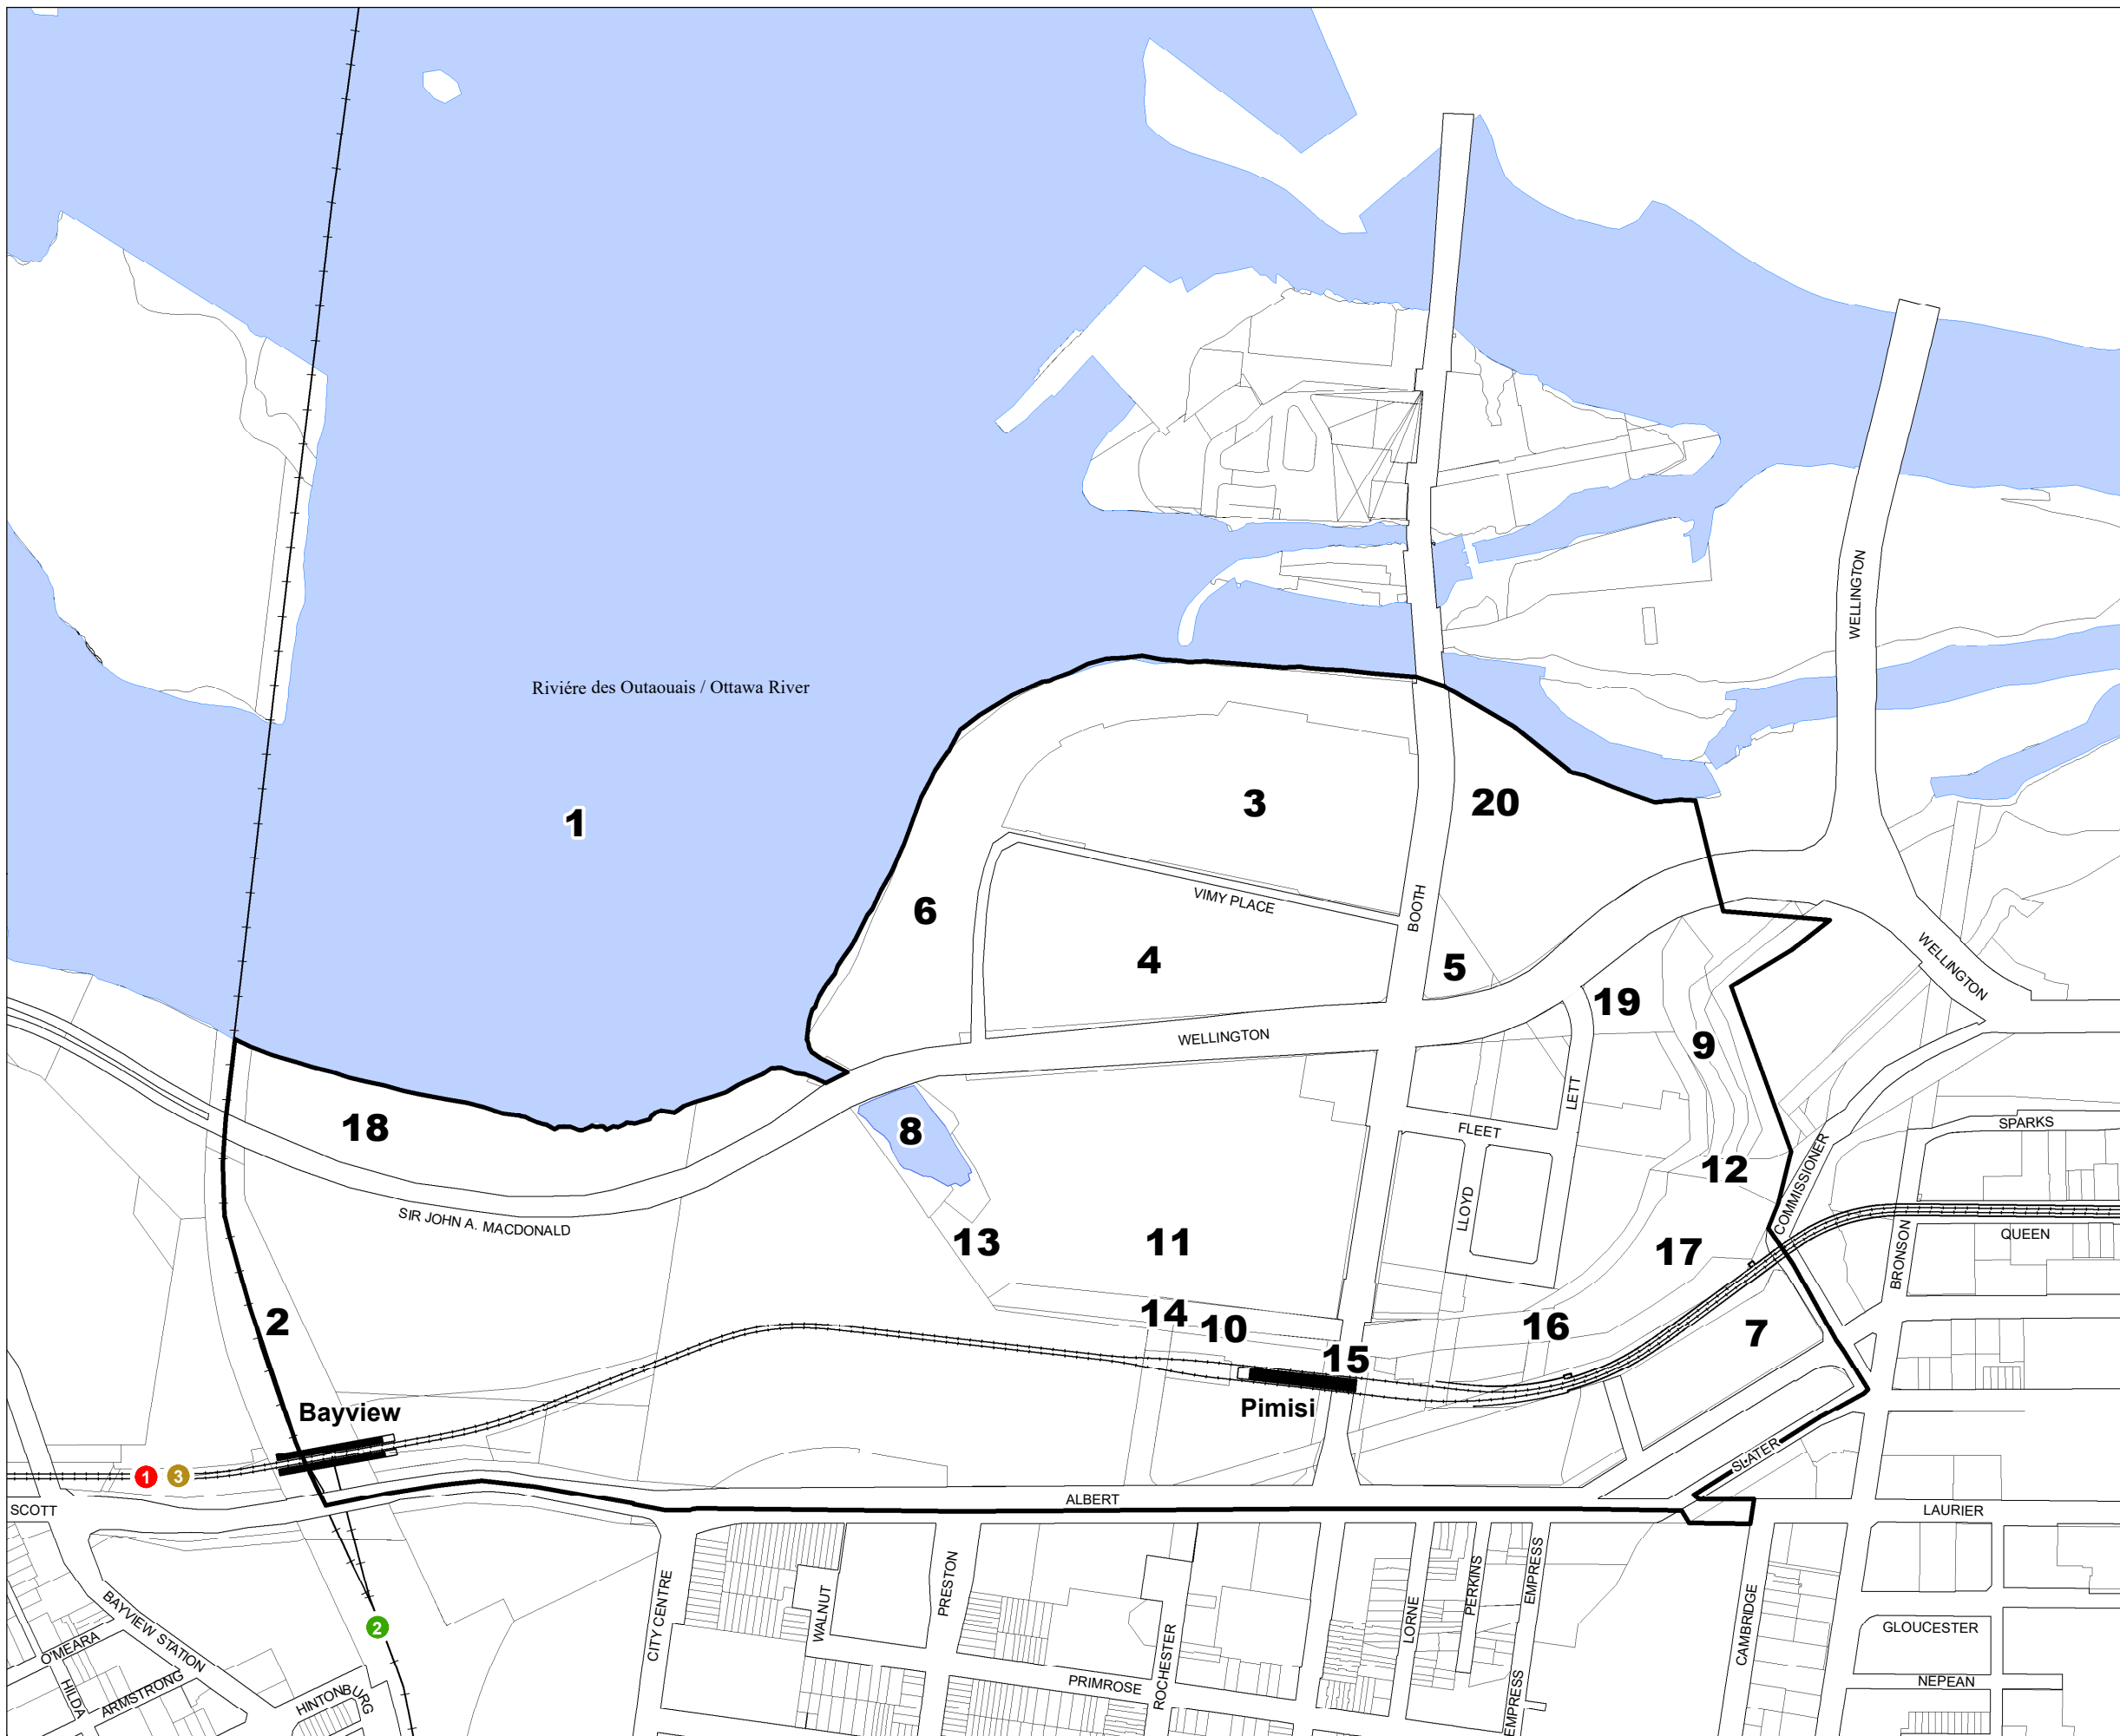 WELLINGTON
Riviére des Outaouais / Ottawa River
1
3
20
VIMY PLACE
BOOTH
6
4
5
WELLINGTON
19
9
WELLINGTON
LETT
18
8
FLEET
SPARKS
12
COMMISSIONER
LLOYD
SIR JOHN A. MACDONALD
13
11
17
QUEEN
BRONSON
2
14
10
16
7
15
Bayview
Pimisi
SLATER
1
3
SCOTT
ALBERT
LAURIER
BAYVIEW STATION
CITY CENTRE
WALNUT
PRESTON
ROCHESTER
LORNE
PERKINS
EMPRESS
CAMBRIDGE
2
GLOUCESTER
O'MEARA
HILDA
ARMSTRONG
HINTONBURG
PRIMROSE
EMPRESS
NEPEAN